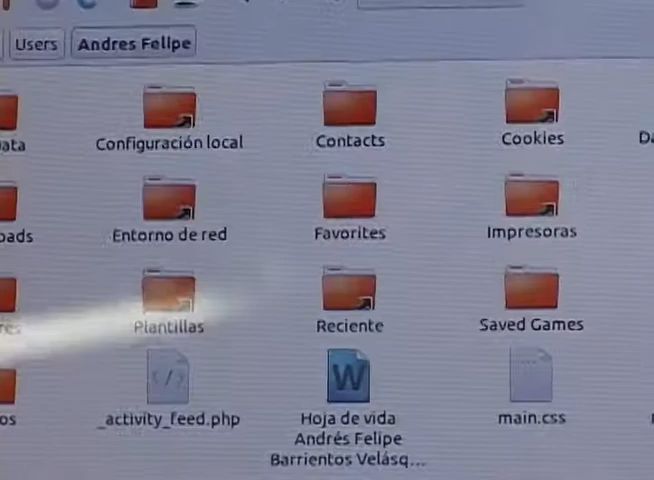 Users Andres Felipe
Configuración local Contacts Cookies
Entorno de red Favorites Impresoras
Plantillas Reciente Saved Games
_activity_feed.php Hoja de vida main.css
Andrés Felipe
Barrientos Velásq...